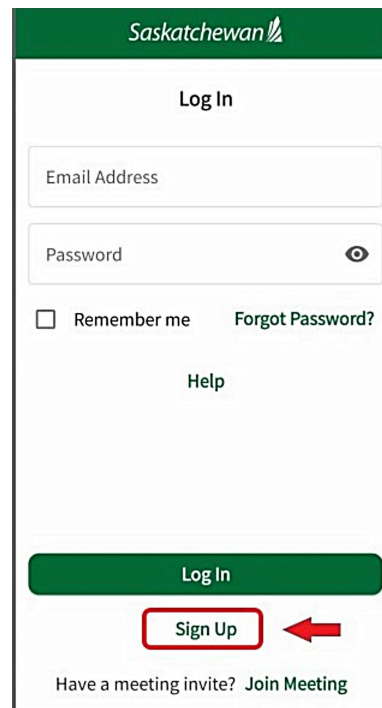 Saskatchewan
Log In
Email Address
Password
Remember me Forgot Password?
Help
Log In
Sign Up
Have a meeting invite? Join Meeting